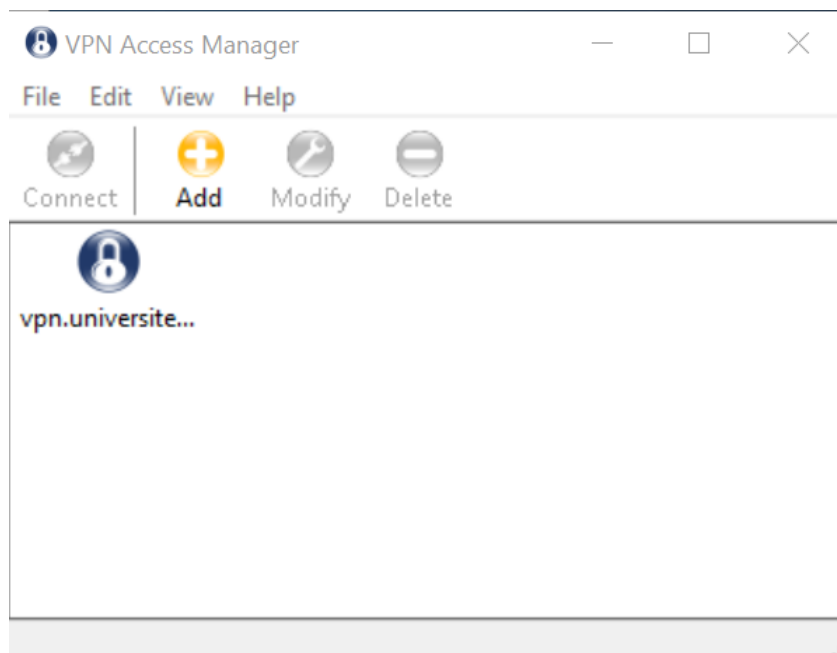 VPN Access Manager
File Edit View Help
Connect Add Modify Delete
vpn.universite...